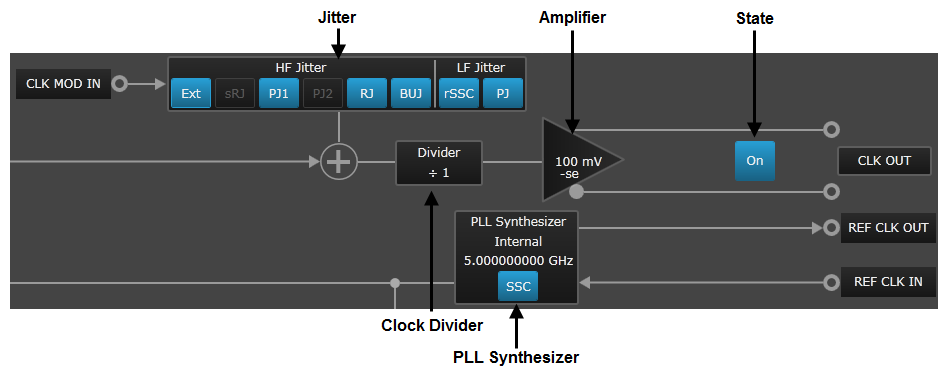 Jitter
Amplifier
State
HF Jitter
LF Jitter
CLK MOD IN
Ext
sRJ
PJ1
PJ2
RJ
BUJ
rSSC
PJ
Divider
÷ 1
100 mV
-se
On
CLK OUT
PLL Synthesizer
Internal
5.000000000 GHz
SSC
REF CLK OUT
REF CLK IN
Clock Divider
PLL Synthesizer